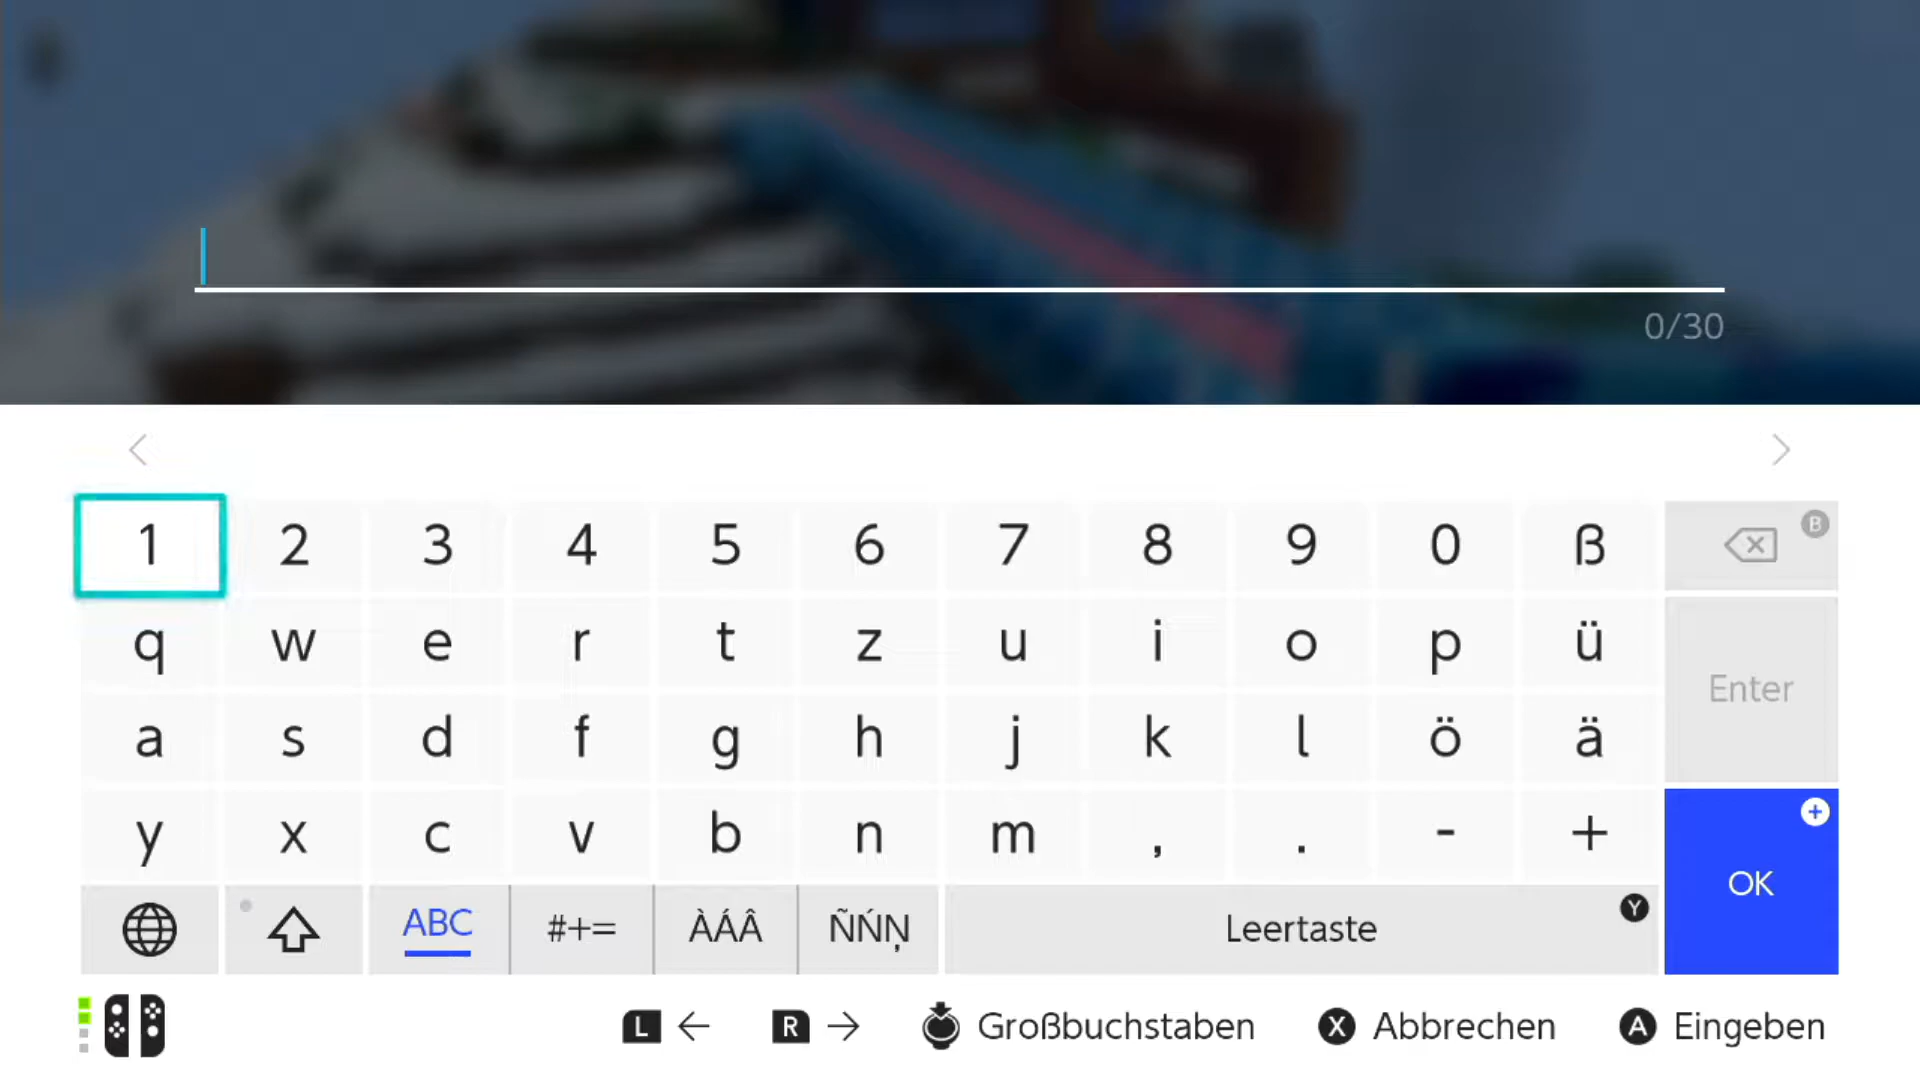 0/30
1 2 3 4 5 6 7 8 9 0 ß B
q w e r t z u i o p ü Enter
a s d f g h j k l ö ä
y x c v b n m , . - + + OK
ABC #+= ÀÁÂ ÑŃŅ Leertaste Y
L ← R → Großbuchstaben X Abbrechen A Eingeben